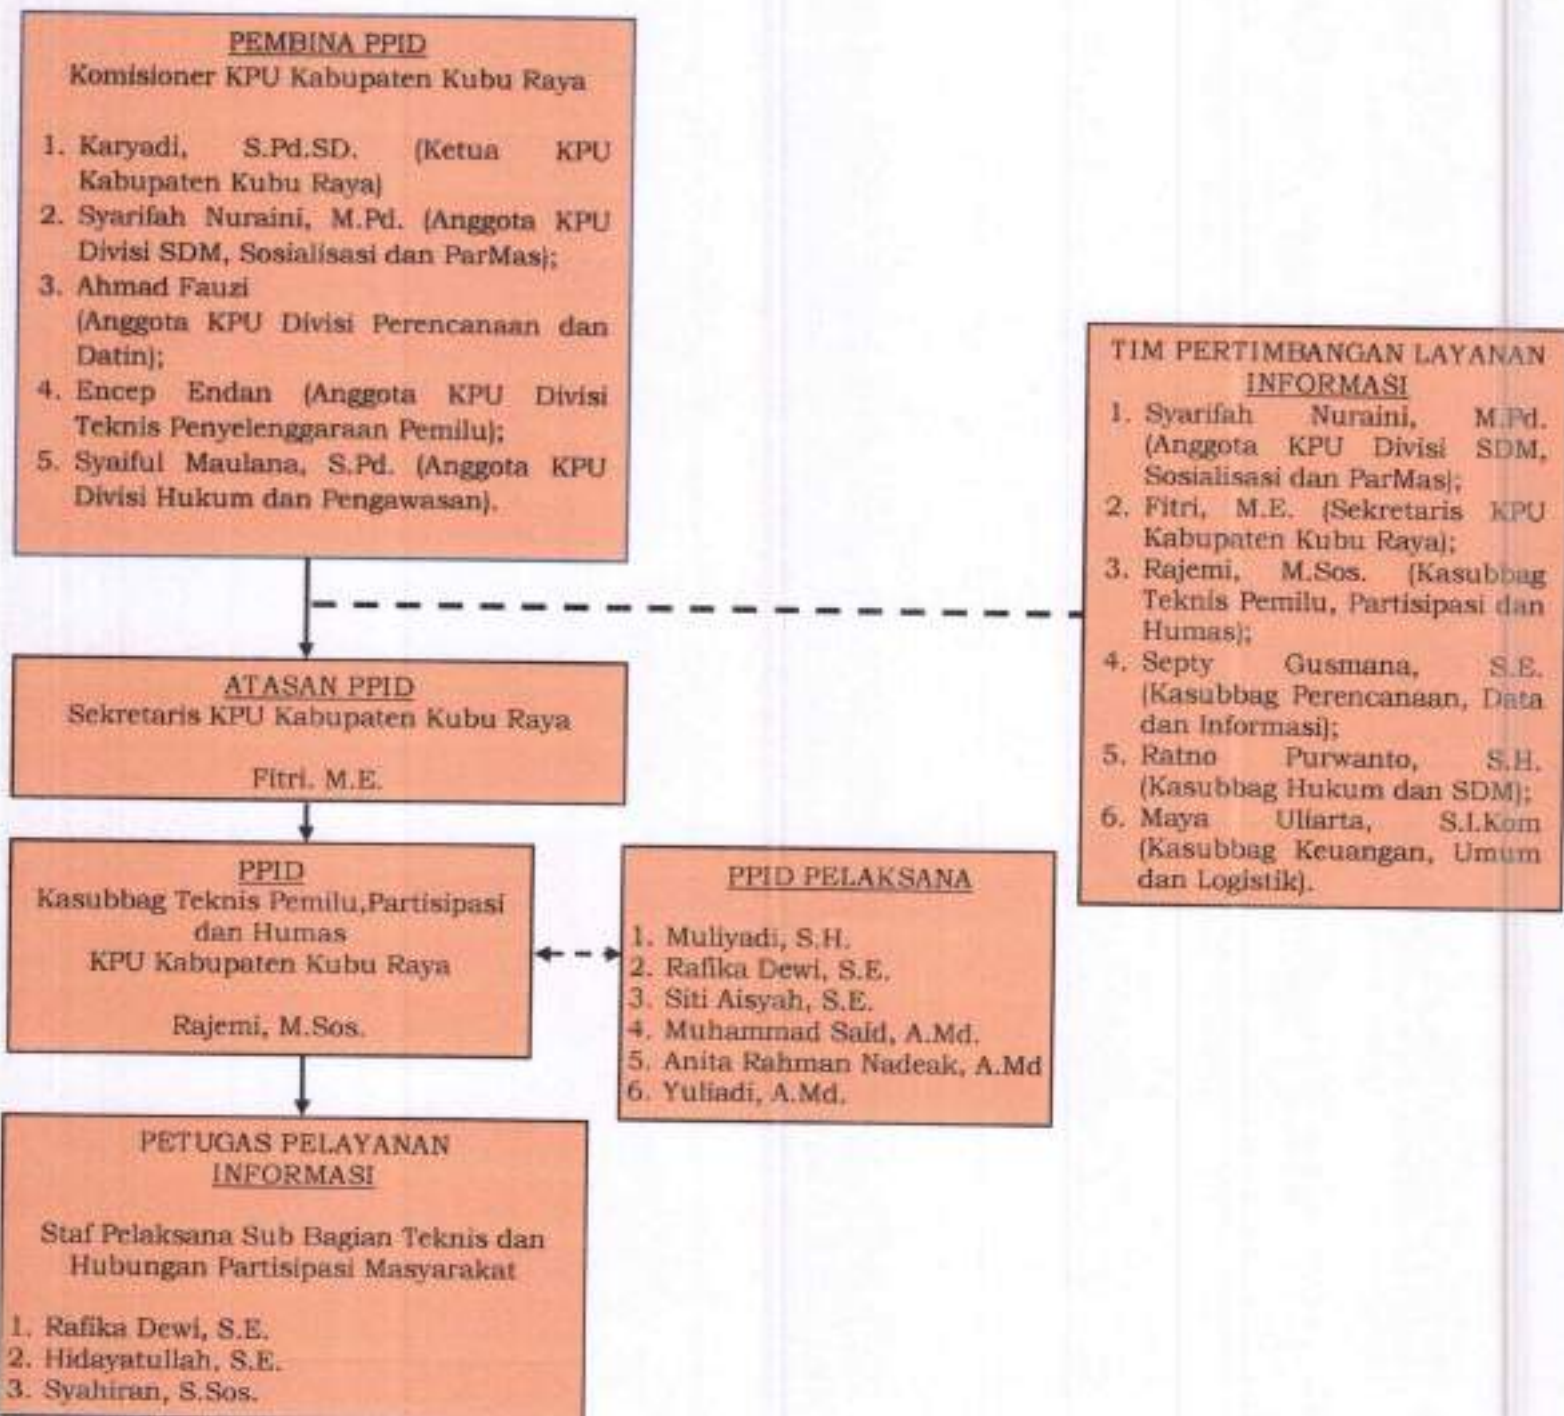 PEMBINA PPID
Komisioner KPU Kabupaten Kubu Raya
1. Karyadi, S.Pd.SD. (Ketua KPU
Kabupaten Kubu Raya)
2. Syarifah Nuraini, M.Pd. (Anggota KPU
Divisi SDM, Sosialisasi dan ParMas);
3. Ahmad Fauzi
(Anggota KPU Divisi Perencanaan dan
Datin);
4. Encep Endan (Anggota KPU Divisi
Teknis Penyelenggaraan Pemilu);
5. Syaiful Maulana, S.Pd. (Anggota KPU
Divisi Hukum dan Pengawasan).
TIM PERTIMBANGAN LAYANAN
INFORMASI
1. Syarifah Nuraini, M.Pd.
(Anggota KPU Divisi SDM,
Sosialisasi dan ParMas);
2. Fitri, M.E. (Sekretaris KPU
Kabupaten Kubu Raya);
3. Rajemi, M.Sos. (Kasubbag
Teknis Pemilu, Partisipasi dan
Humas);
4. Septy Gusmana, S.E.
(Kasubbag Perencanaan, Data
dan Informasi);
5. Ratno Purwanto, S.H.
(Kasubbag Hukum dan SDM);
6. Maya Uliarta, S.I.Kom
(Kasubbag Keuangan, Umum
dan Logistik).
ATASAN PPID
Sekretaris KPU Kabupaten Kubu Raya
Fitri. M.E.
PPID
Kasubbag Teknis Pemilu,Partisipasi
dan Humas
KPU Kabupaten Kubu Raya
Rajemi, M.Sos.
PPID PELAKSANA
1. Muliyadi, S.H.
2. Rafika Dewi, S.E.
3. Siti Aisyah, S.E.
4. Muhammad Said, A.Md.
5. Anita Rahman Nadeak, A.Md
6. Yuliadi, A.Md.
PETUGAS PELAYANAN
INFORMASI
Staf Pelaksana Sub Bagian Teknis dan
Hubungan Partisipasi Masyarakat
1. Rafika Dewi, S.E.
2. Hidayatullah, S.E.
3. Syahiran, S.Sos.